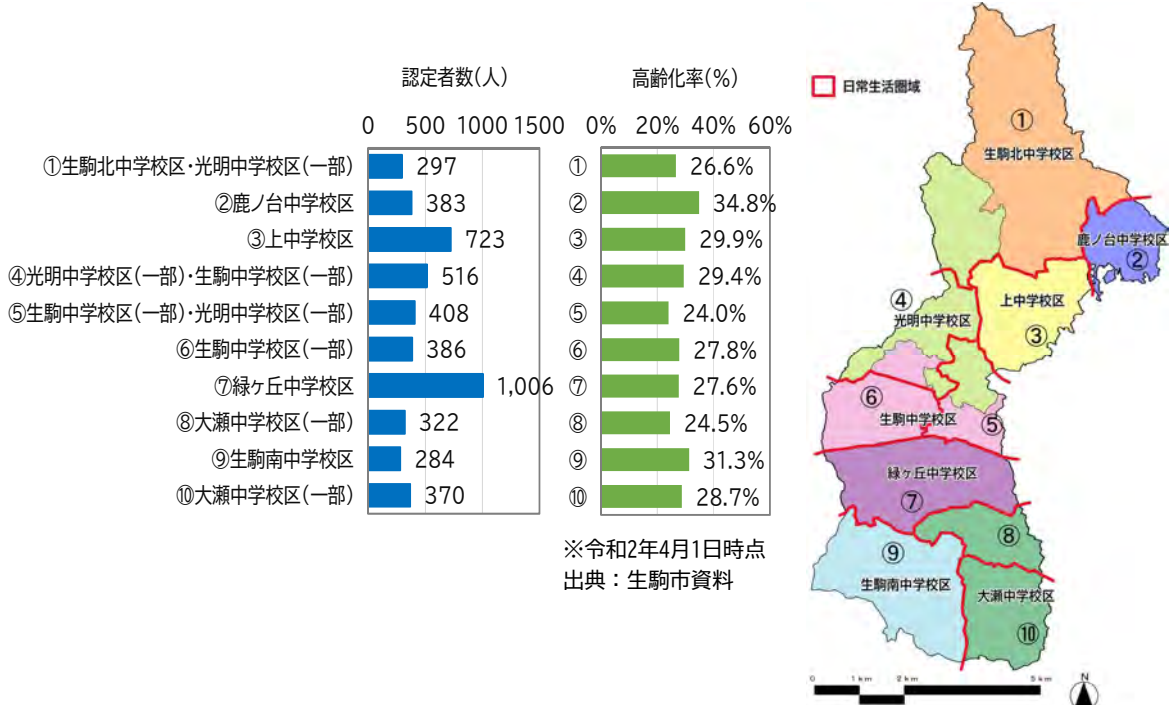 認定者数(人)
高齢化率(%)
0 500 1000 1500
0% 20% 40% 60%
①生駒北中学校区・光明中学校区(一部) 297
②鹿ノ台中学校区 383
③上中学校区 723
④光明中学校区(一部)・生駒中学校区(一部) 516
⑤生駒中学校区(一部)・光明中学校区(一部) 408
⑥生駒中学校区(一部) 386
⑦緑ヶ丘中学校区 1,006
⑧大瀬中学校区(一部) 322
⑨生駒南中学校区 284
⑩大瀬中学校区(一部) 370
① 26.6%
② 34.8%
③ 29.9%
④ 29.4%
⑤ 24.0%
⑥ 27.8%
⑦ 27.6%
⑧ 24.5%
⑨ 31.3%
⑩ 28.7%
※令和2年4月1日時点
出典：生駒市資料
日常生活圏域
①
生駒北中学校区
鹿ノ台中学校区
②
上中学校区
③
④
光明中学校区
⑥
生駒中学校区
⑤
緑ヶ丘中学校区
⑦
⑧
⑨
生駒南中学校区
大瀬中学校区
⑩
0 1km 2km 5km
N